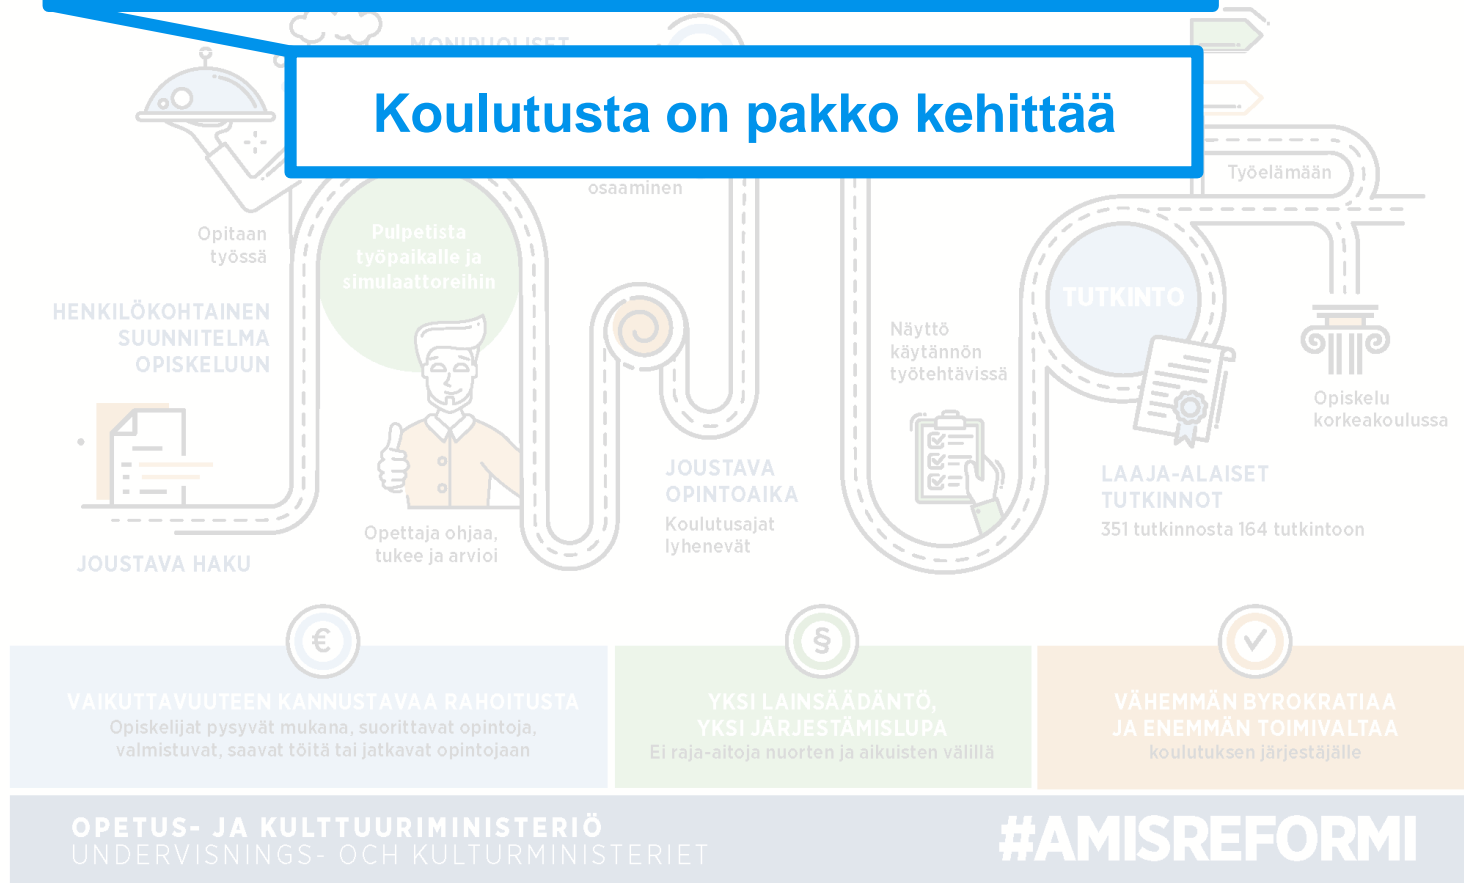 MONIPUOLISET
Koulutusta on pakko kehittää
osaaminen
Työelämään
Opitaan
työssä
Pulpetista
työpaikalle ja
simulaattoreihin
TUTKINTO
HENKILÖKOHTAINEN
SUUNNITELMA
OPISKELUUN
Näyttö
käytännön
työtehtävissä
Opiskelu
korkeakoulussa
JOUSTAVA
OPINTOAIKA
Koulutusajat
lyhenevät
LAAJA-ALAISET
TUTKINNOT
351 tutkinnosta 164 tutkintoon
Opettaja ohjaa,
tukee ja arvioi
JOUSTAVA HAKU
€
§
VAIKUTTAVUUTEEN KANNUSTAVAA RAHOITUSTA
Opiskelijat pysyvät mukana, suorittavat opintoja,
valmistuvat, saavat töitä tai jatkavat opintojaan
YKSI LAINSÄÄDÄNTÖ,
YKSI JÄRJESTÄMISLUPA
Ei raja-aitoja nuorten ja aikuisten välillä
VÄHEMMÄN BYROKRATIAA
JA ENEMMÄN TOIMIVALTAA
koulutuksen järjestäjälle
OPETUS- JA KULTTUURIMINISTERIÖ
UNDERVISNINGS- OCH KULTURMINISTERIET
#AMISREFORMI